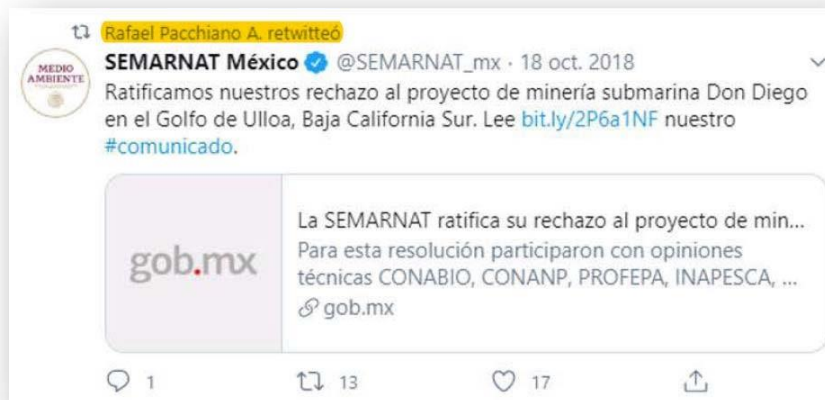 Rafael Pacchiano A. retwitteó
SEMARNAT México @SEMARNAT_mx · 18 oct. 2018
MEDIO
AMBIENTE
Ratificamos nuestros rechazo al proyecto de minería submarina Don Diego
en el Golfo de Ulloa, Baja California Sur. Lee bit.ly/2P6a1NF nuestro
#comunicado.
gob.mx
La SEMARNAT ratifica su rechazo al proyecto de min...
Para esta resolución participaron con opiniones
técnicas CONABIO, CONANP, PROFEPA, INAPESCA, ...
gob.mx
1 13 17